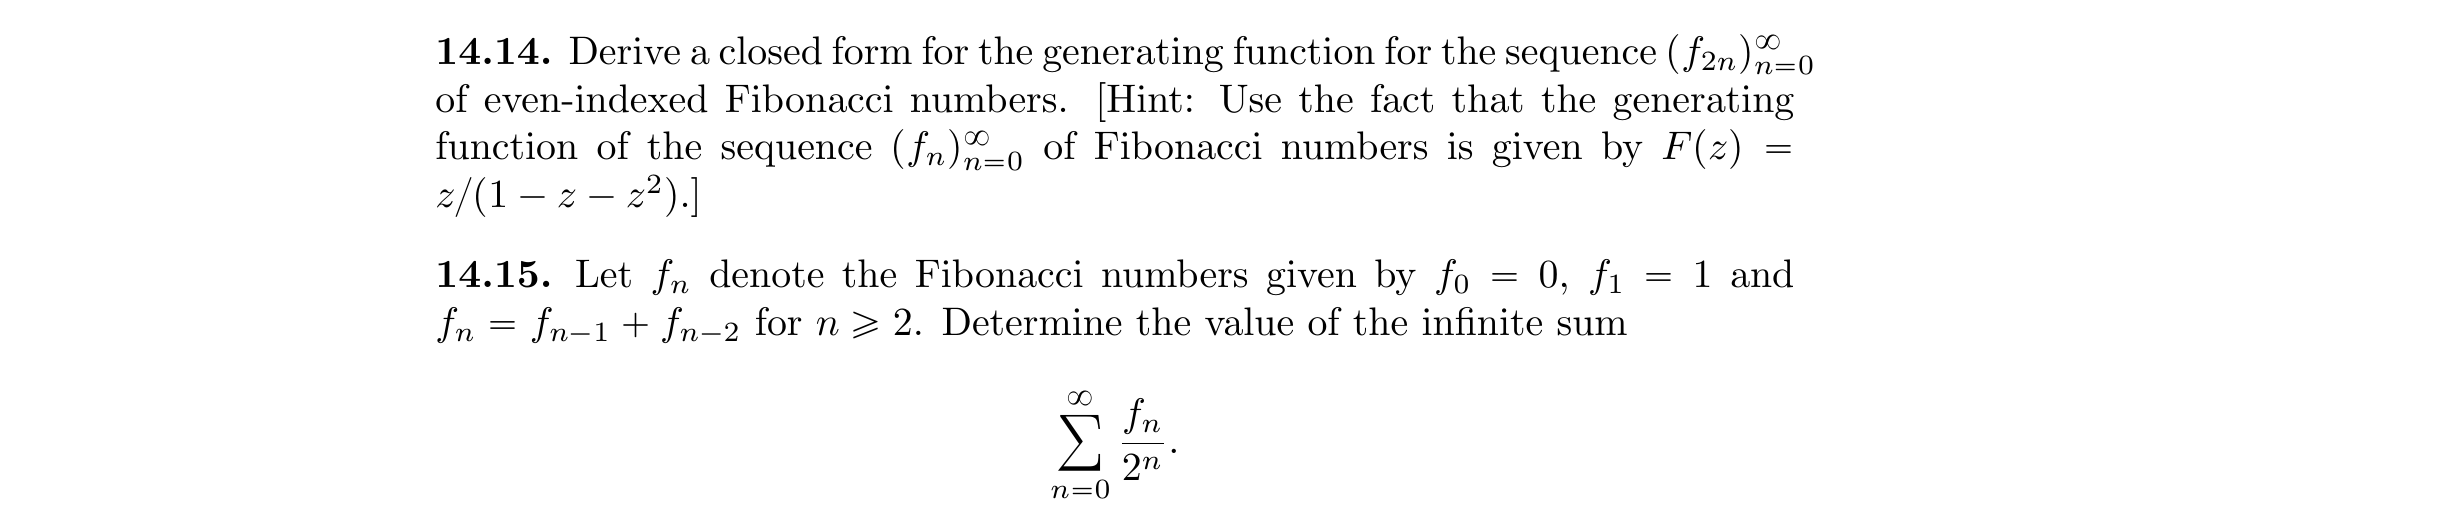 14.14. Derive a closed form for the generating function for the sequence $(f_{2n})_{n=0}^{\infty}$
of even-indexed Fibonacci numbers. [Hint: Use the fact that the generating
function of the sequence $(f_n)_{n=0}^{\infty}$ of Fibonacci numbers is given by $F(z) =$
$z/(1 - z - z^2)$.]
14.15. Let $f_n$ denote the Fibonacci numbers given by $f_0 = 0$, $f_1 = 1$ and
$f_n = f_{n-1} + f_{n-2}$ for $n \geqslant 2$. Determine the value of the infinite sum
$\sum_{n=0}^{\infty} \frac{f_n}{2^n}.$